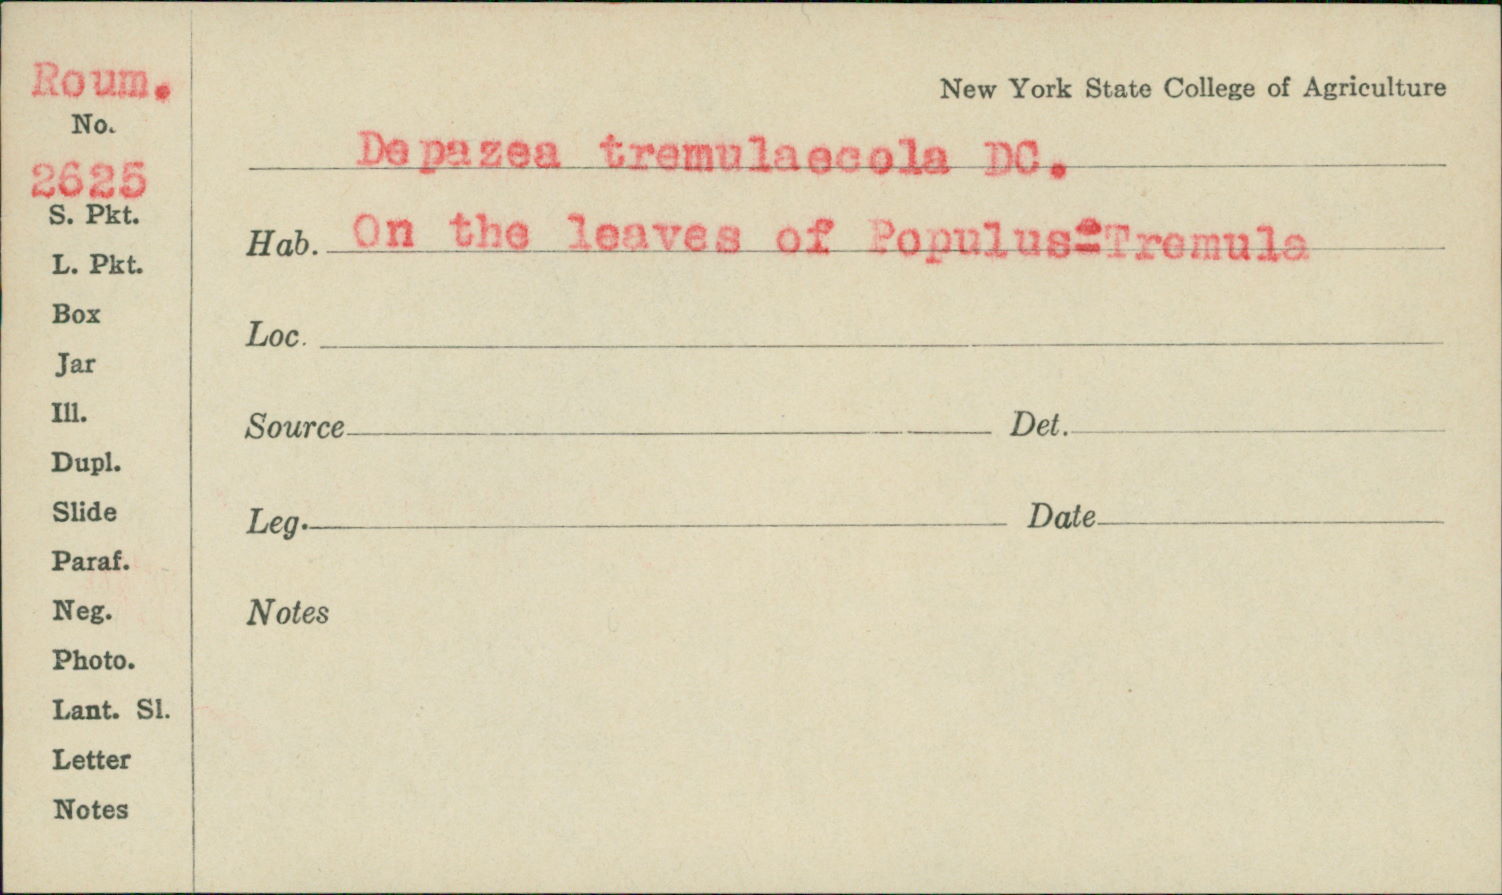 Roum.
No.
2625
S. Pkt.
L. Pkt.
Box
Jar
Ill.
Dupl.
Slide
Paraf.
Neg.
Photo.
Lant. Sl.
Letter
Notes
New York State College of Agriculture
Depazea tremulaecola DC.
Hab. On the leaves of Populus-Tremula
Loc.
Source Det.
Leg. Date
Notes